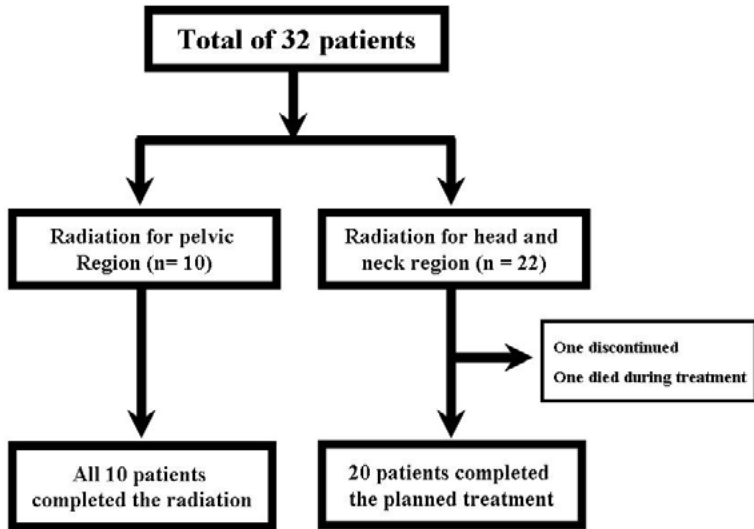 Total of 32 patients
Radiation for pelvic
Region (n= 10)
Radiation for head and
neck region (n = 22)
One discontinued
One died during treatment
All 10 patients
completed the radiation
20 patients completed
the planned treatment